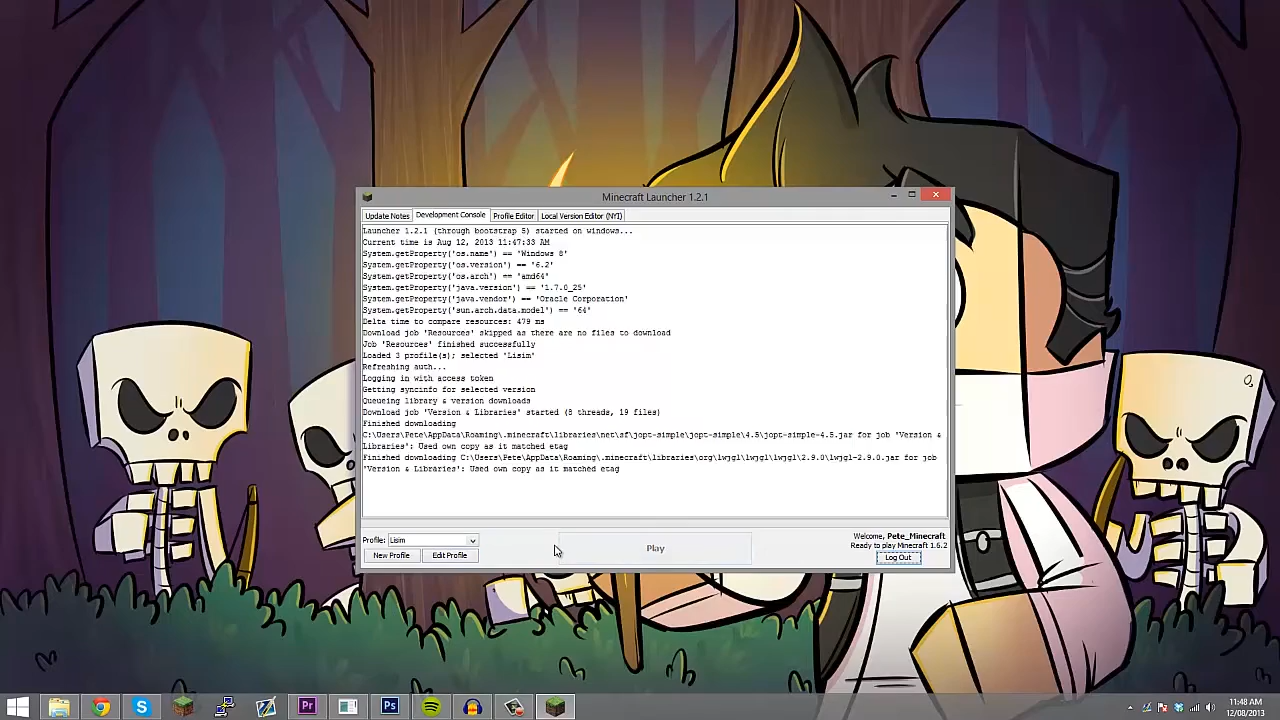 Minecraft Launcher 1.2.1
Update Notes Development Console Profile Editor Local Version Editor (NYI)
Launcher 1.2.1 (through bootstrap 5) started on windows...
Current time is Aug 12, 2013 11:47:33 AM
System.getProperty('os.name') == 'Windows 8'
System.getProperty('os.version') == '6.2'
System.getProperty('os.arch') == 'amd64'
System.getProperty('java.version') == '1.7.0_25'
System.getProperty('java.vendor') == 'Oracle Corporation'
System.getProperty('sun.arch.data.model') == '64'
Delta time to compare resources: 479 ms
Download job 'Resources' skipped as there are no files to download
Job 'Resources' finished successfully
Loaded 3 profile(s); selected 'Lisim'
Refreshing auth...
Logging in with access token
Getting syncinfo for selected version
Queueing library & version downloads
Download job 'Version & Libraries' started (8 threads, 19 files)
Finished downloading
C:\Users\Pete\AppData\Roaming\.minecraft\libraries\net\sf\jopt-simple\jopt-simple\4.5\jopt-simple-4.5.jar for job 'Version &
Libraries': Used own copy as it matched etag
Finished downloading C:\Users\Pete\AppData\Roaming\.minecraft\libraries\org\lwjgl\lwjgl\lwjgl\2.9.0\lwjgl-2.9.0.jar for job
'Version & Libraries': Used own copy as it matched etag
Profile: Lisim
New Profile Edit Profile
Play
Welcome, Pete_Minecraft
Ready to play Minecraft 1.6.2
Log Out
Pr
Ps
11:48 AM
12/08/2013